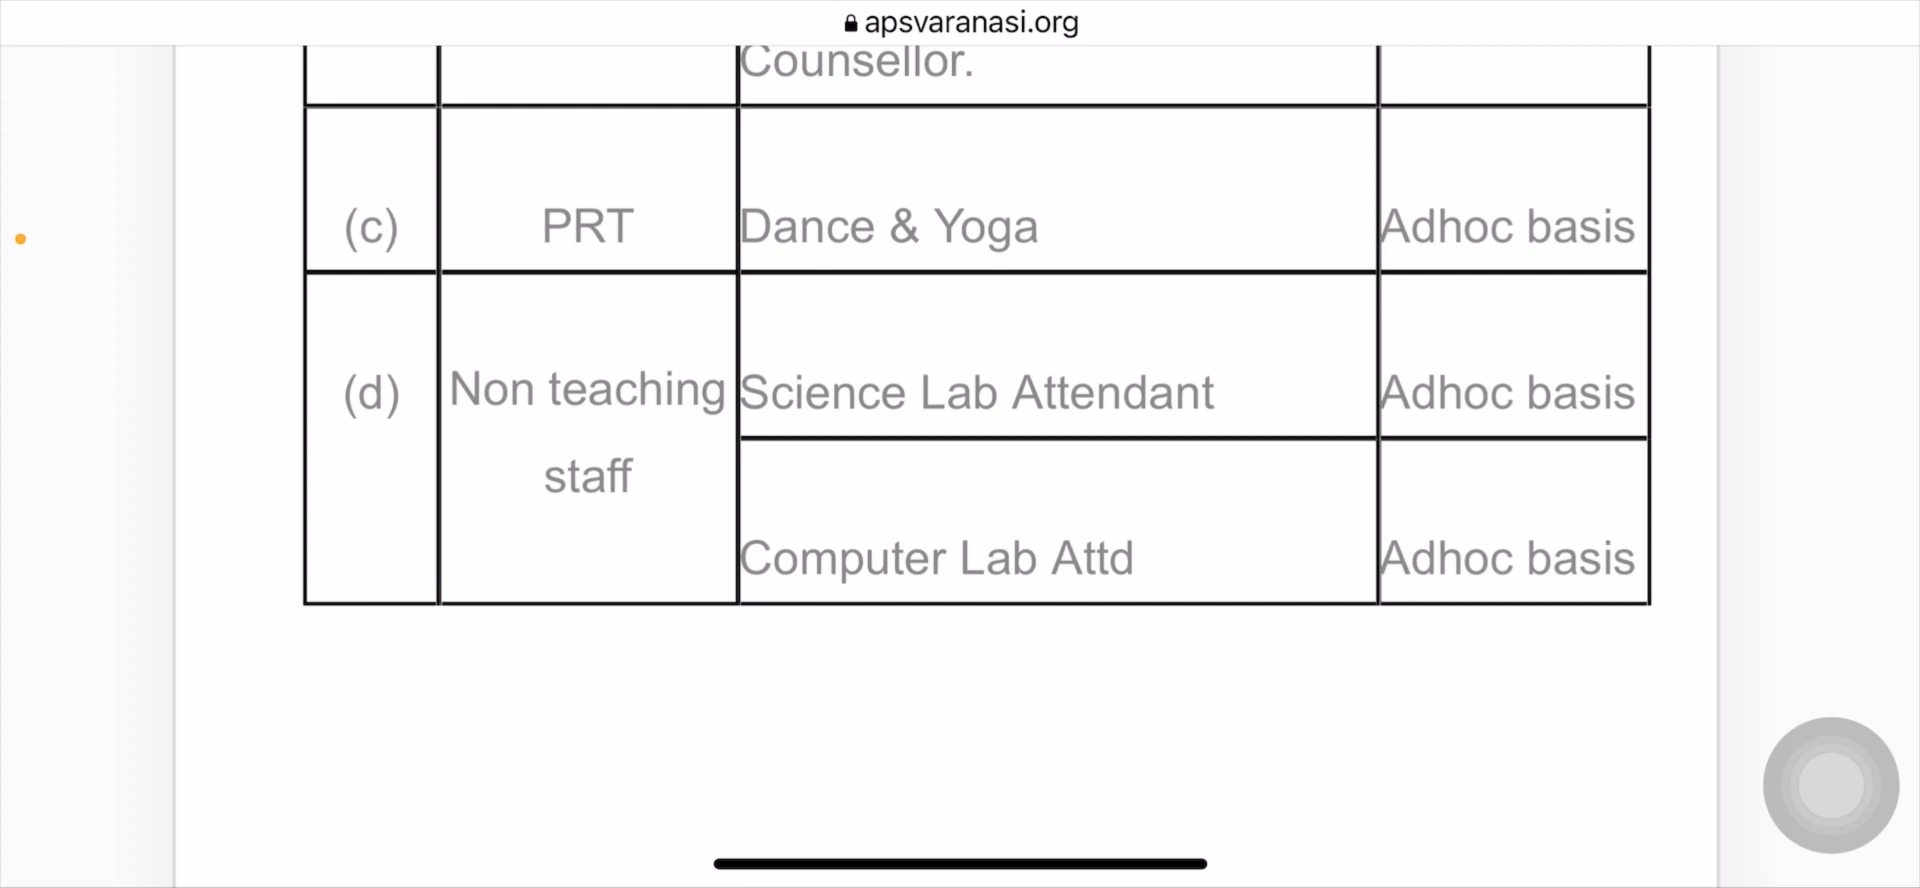 apsvaranasi.org
Counsellor.
(c) PRT Dance & Yoga Adhoc basis
(d) Non teaching Science Lab Attendant Adhoc basis
staff
Computer Lab Attd Adhoc basis